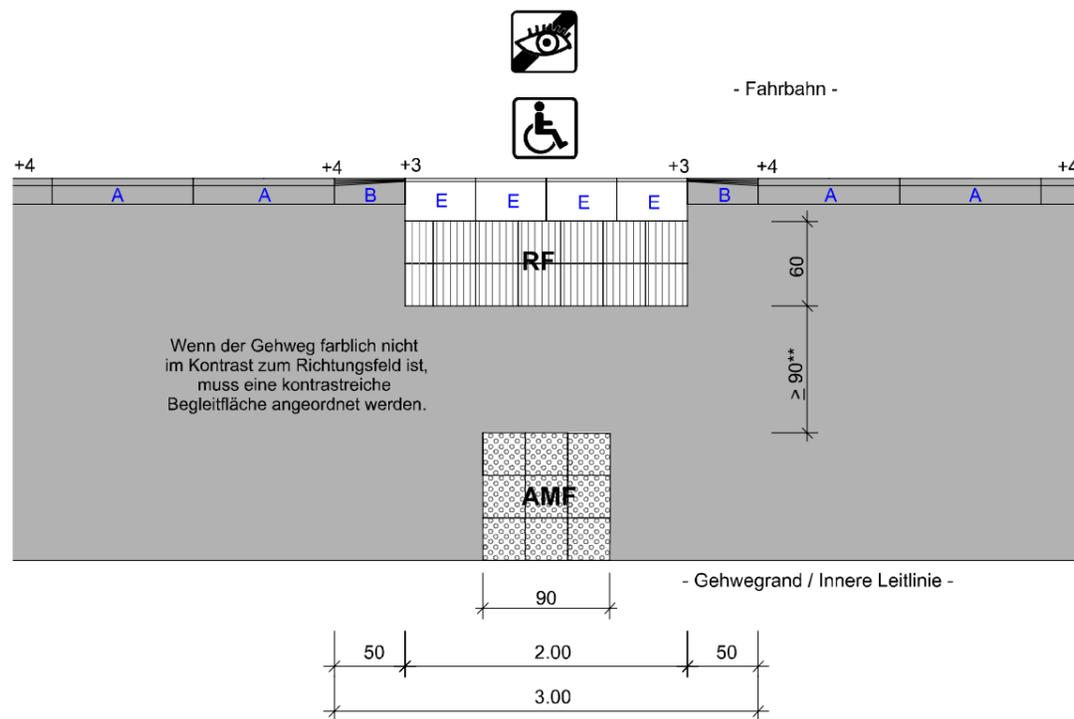 - Fahrbahn -
+4 +4 +3 +3 +4 +4
A A B E E E E B A A
RF
60
Wenn der Gehweg farblich nicht
im Kontrast zum Richtungsfeld ist,
muss eine kontrastreiche
Begleitfläche angeordnet werden.
≥ 90**
AMF
- Gehwegrand / Innere Leitlinie -
90
50 2.00 50
3.00